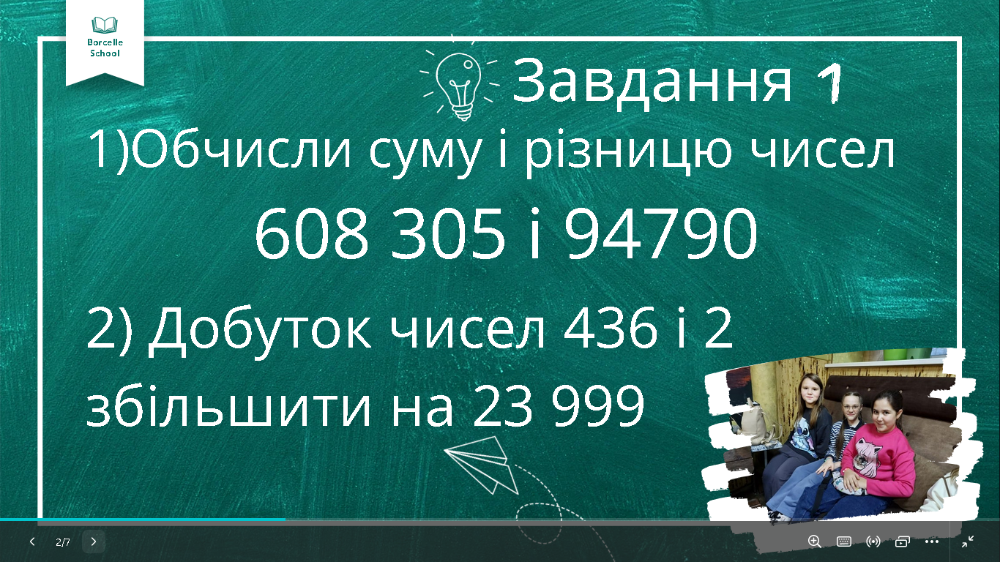 Borcelle
School
Завдання 1
1)Обчисли суму і різницю чисел
608 305 і 94790
2) Добуток чисел 436 і 2
збільшити на 23 999
2/7